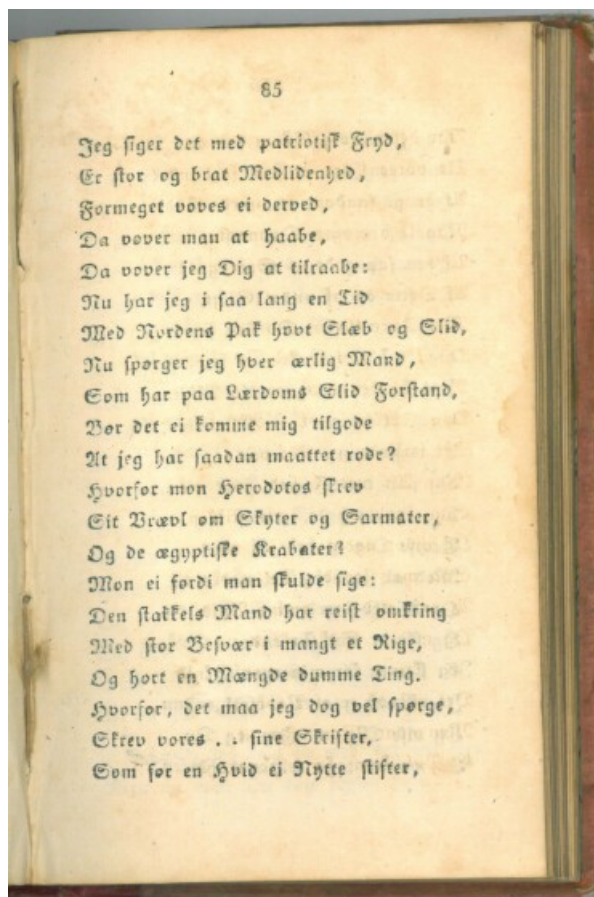 85
Jeg siger det med patriotisk Fryd,
Er stor og brat Medlidenhed,
Formeget voves ei derved,
Da vover man at haabe,
Da vover jeg Dig at tilraabe:
Nu har jeg i saa lang en Tid
Med Nordens Pak havt Slæb og Slid,
Nu spørger jeg hver ærlig Mand,
Som har paa Lærdoms Slid Forstand,
Bør det ei komme mig tilgode
At jeg har saadan maattet rode?
Hvorfor mon Herodotos skrev
Sit Vrævl om Skyter og Sarmater,
Og de ægyptiske Krabater?
Mon ei fordi man skulde sige:
Den stakkels Mand har reist omkring
Med stor Besvær i mangt et Rige,
Og hørt en Mængde dumme Ting.
Hvorfor, det maa jeg dog vel spørge,
Skrev vores . . sine Skrifter,
Som for en Hvid ei Nytte stifter,